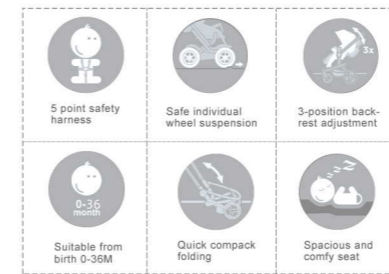 3x
5 point safety
harness
Safe individual
wheel suspension
3-position back-
rest adjustment
0-36
month
Suitable from
birth 0-36M
Quick compack
folding
Spacious and
comfy seat